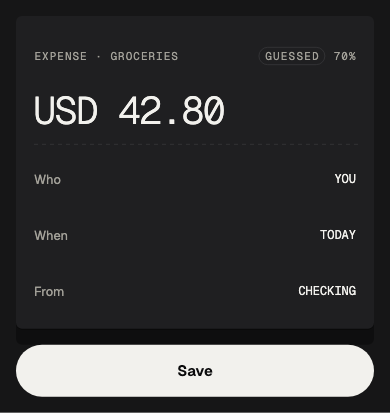 EXPENSE · GROCERIES GUESSED 70%
USD 42.80
Who YOU
When TODAY
From CHECKING
Save